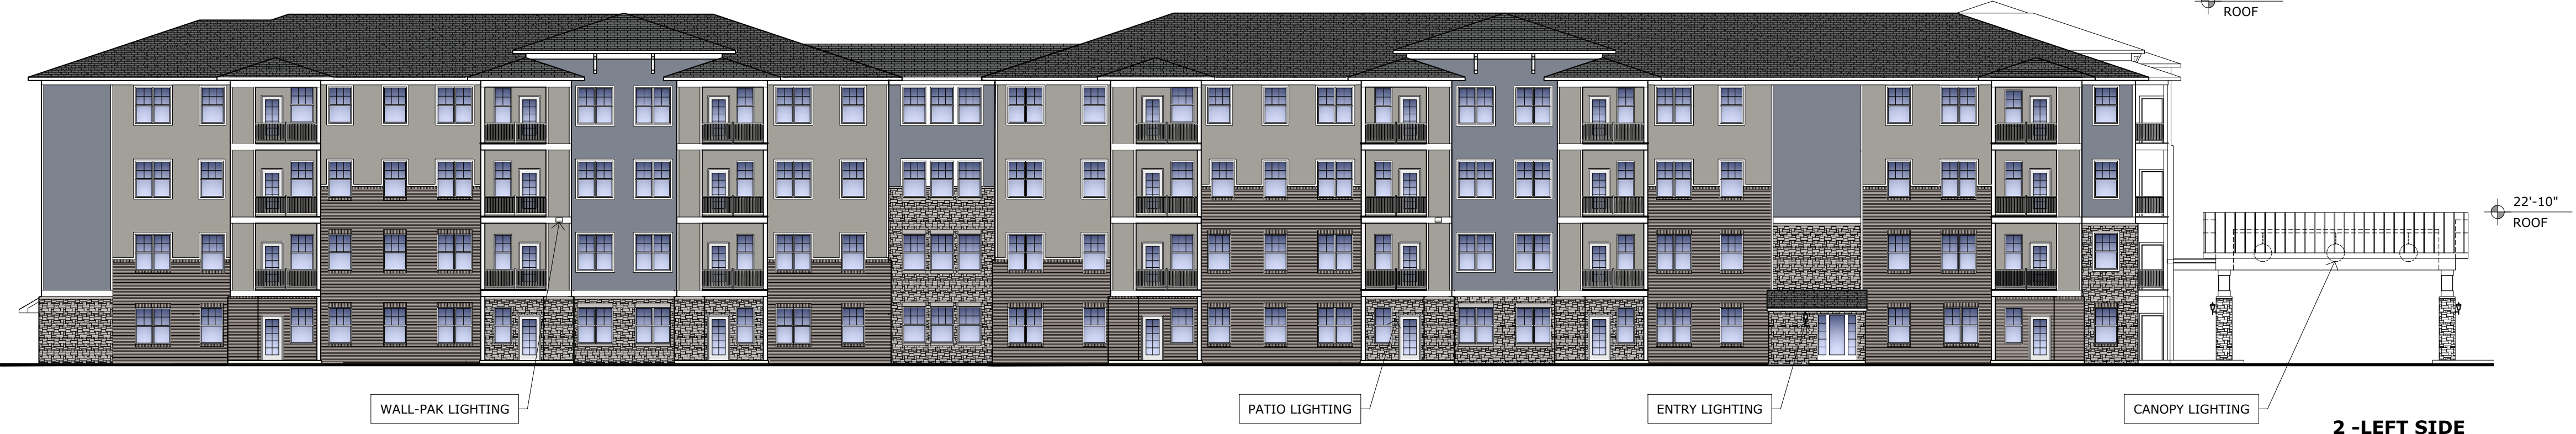 ROOF
22'-10"
ROOF
WALL-PAK LIGHTING
PATIO LIGHTING
ENTRY LIGHTING
CANOPY LIGHTING
2 -LEFT SIDE